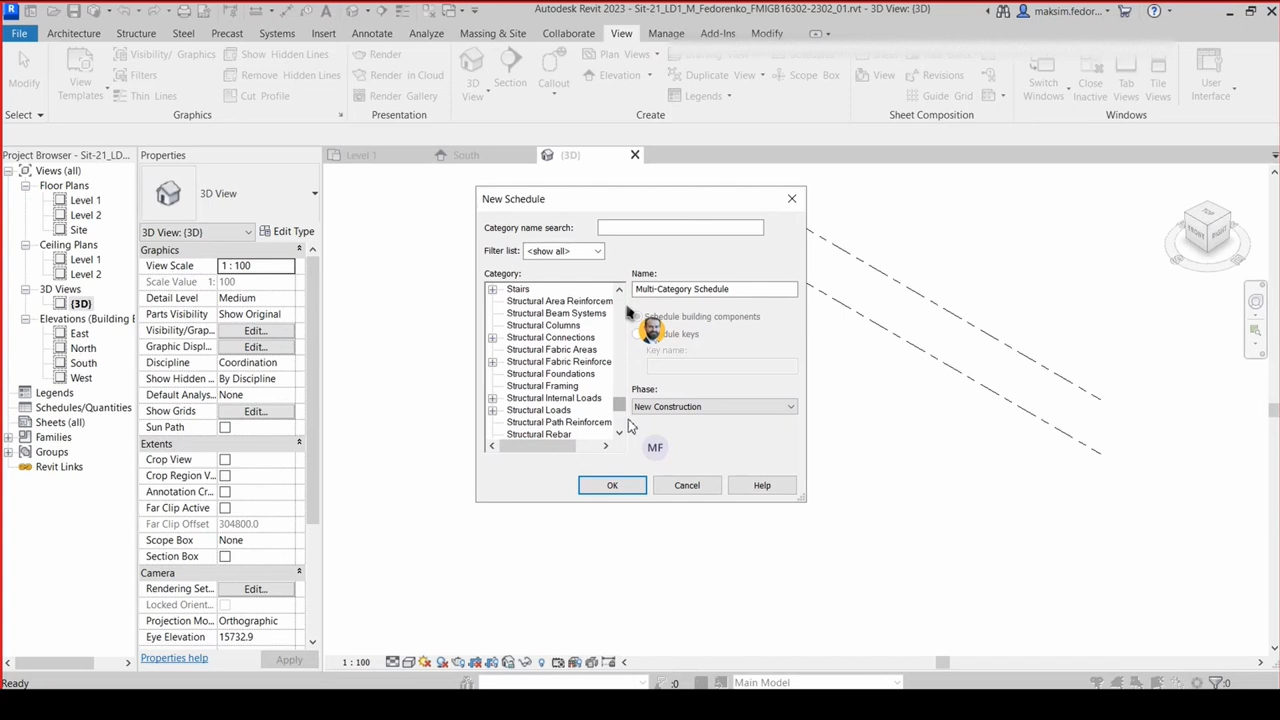 Autodesk Revit 2023 - Sit-21_LD1_M_Fedorenko_FMIGB16302-2302_01.rvt - 3D View: {3D}
maksim.fedor...
File Architecture Structure Steel Precast Systems Insert Annotate Analyze Massing & Site Collaborate View Manage Add-Ins Modify
Modify
View Templates
Visibility/ Graphics
Filters
Thin Lines
Show Hidden Lines
Remove Hidden Lines
Cut Profile
Render
Render in Cloud
Render Gallery
3D View
Section
Callout
Plan Views
Elevation
Duplicate View
Legends
Scope Box
View
Revisions
Guide Grid
Switch Windows
Close Inactive
Tab Views
Tile Views
User Interface
Select
Graphics
Presentation
Create
Sheet Composition
Windows
Project Browser - Sit-21_LD...
Views (all)
Floor Plans
Level 1
Level 2
Site
Ceiling Plans
Level 1
Level 2
3D Views
{3D}
Elevations (Building E
East
North
South
West
Legends
Schedules/Quantities
Sheets (all)
Families
Groups
Revit Links
Properties
3D View
3D View: {3D}
Edit Type
Graphics
View Scale 1 : 100
Scale Value 1: 100
Detail Level Medium
Parts Visibility Show Original
Visibility/Grap... Edit...
Graphic Displ... Edit...
Discipline Coordination
Show Hidden ... By Discipline
Default Analys... None
Show Grids Edit...
Sun Path
Extents
Crop View
Crop Region V...
Annotation Cr...
Far Clip Active
Far Clip Offset 304800.0
Scope Box None
Section Box
Camera
Rendering Set... Edit...
Locked Orient...
Projection Mo... Orthographic
Eye Elevation 15732.9
Properties help
Apply
Level 1
South
{3D}
New Schedule
Category name search:
Filter list: <show all>
Category:
Stairs
Structural Area Reinforcem
Structural Beam Systems
Structural Columns
Structural Connections
Structural Fabric Areas
Structural Fabric Reinforce
Structural Foundations
Structural Framing
Structural Internal Loads
Structural Loads
Structural Path Reinforcem
Structural Rebar
Name:
Multi-Category Schedule
Schedule building components
dule keys
Key name:
Phase:
New Construction
MF
OK
Cancel
Help
TOP
FRONT
RIGHT
1 : 100
Ready
:0
Main Model
:0